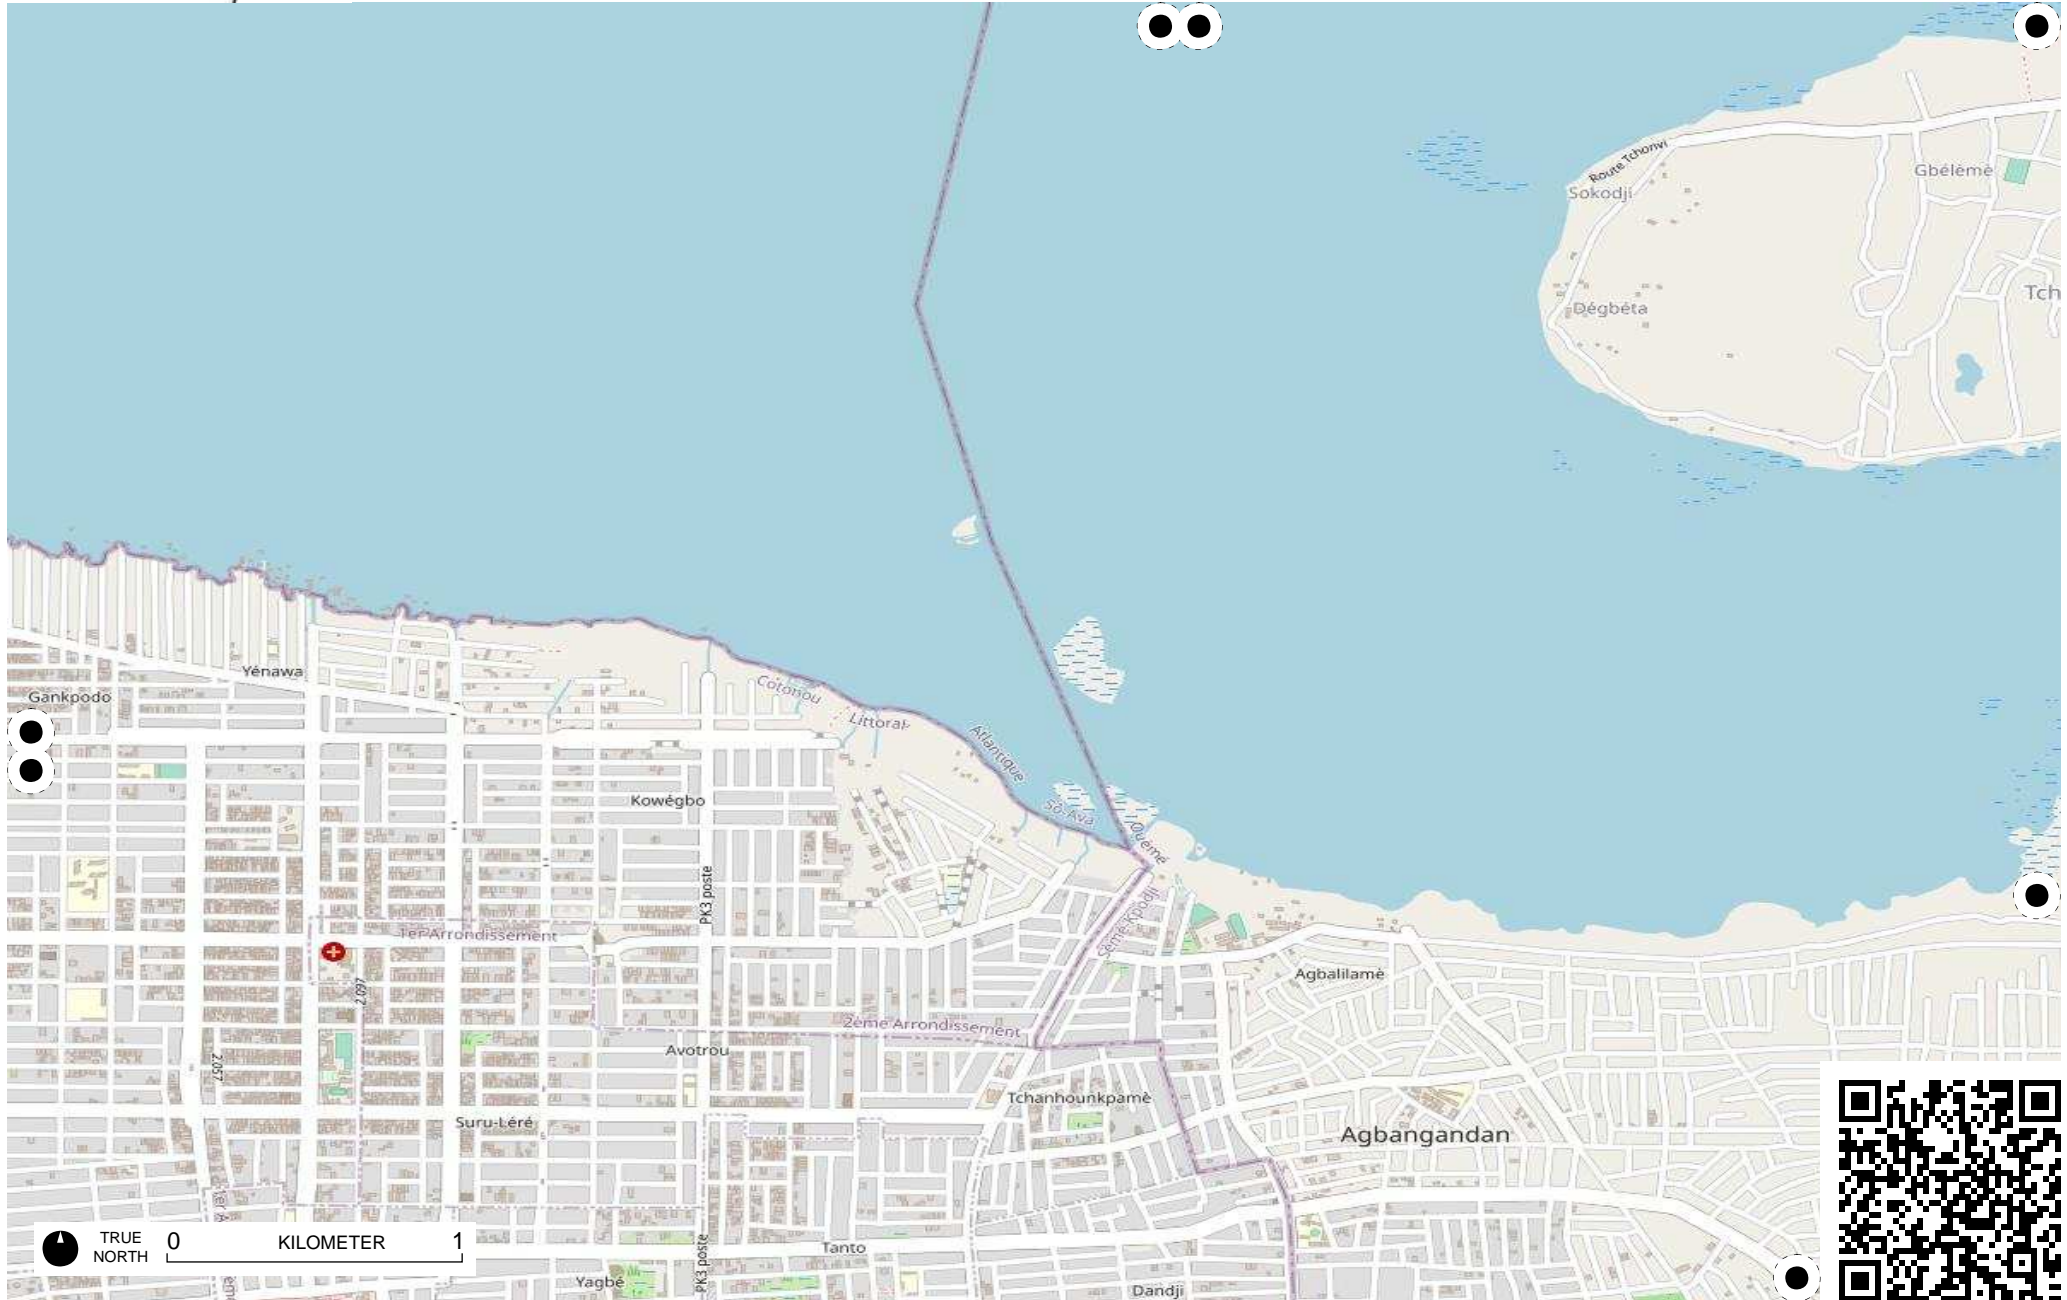 Route Tchonvi
Gbélèmè
Sokodji
Tch
Dégbéta
Yénawa
Gankpodo
Cotonou
Littoral
Atlantique
Kowégbo
Sô-Ava
Ouémé
PK3 poste
Sèmè-Kpodji
1er Arrondissement
Agbalilamè
2.097
2ème Arrondissement
Avotrou
2.057
Tchanhounkpamè
Suru-Léré
Agbangandan
TRUE
NORTH
0 KILOMETER 1
Tanto
PK3 poste
Yagbé
Dandji